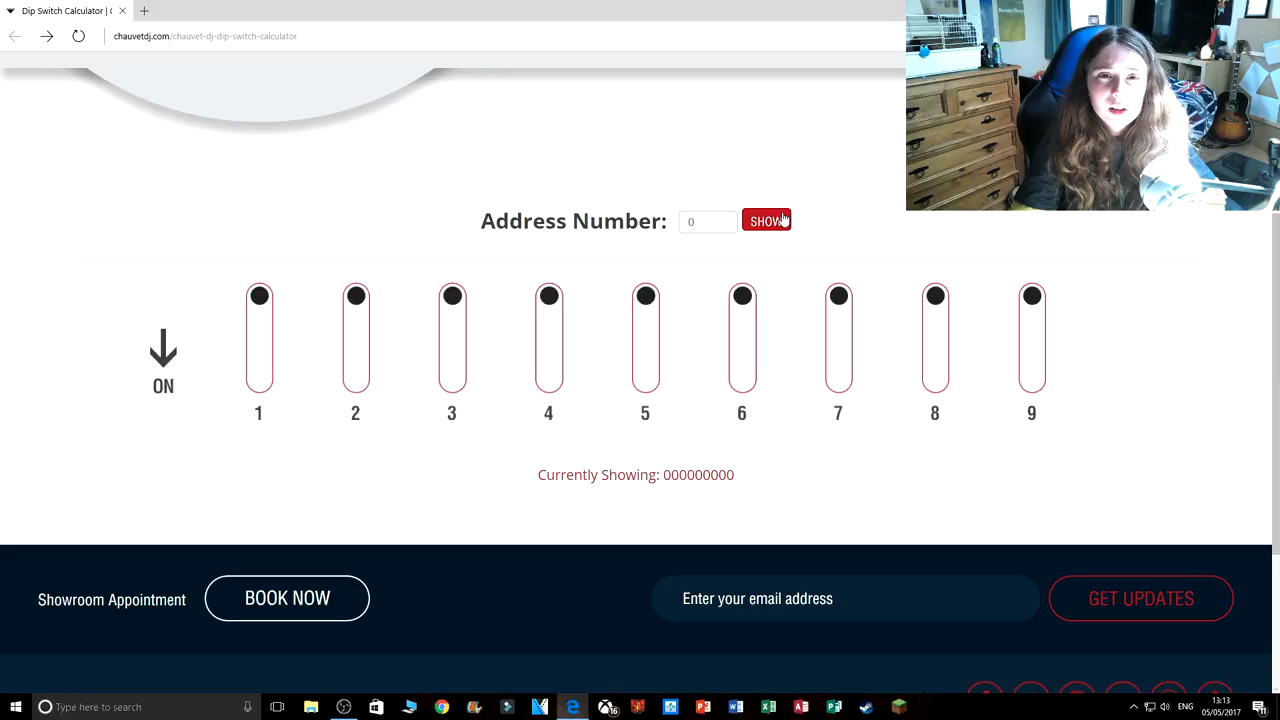 Dip Switch Calculator | C
chauvetdj.com/chauvet-dj-dip-switch-calculator
Address Number: 0 SHOW
ON
1 2 3 4 5 6 7 8 9
Currently Showing: 000000000
Showroom Appointment BOOK NOW Enter your email address GET UPDATES
Type here to search
16
ENG
13:13
05/05/2017